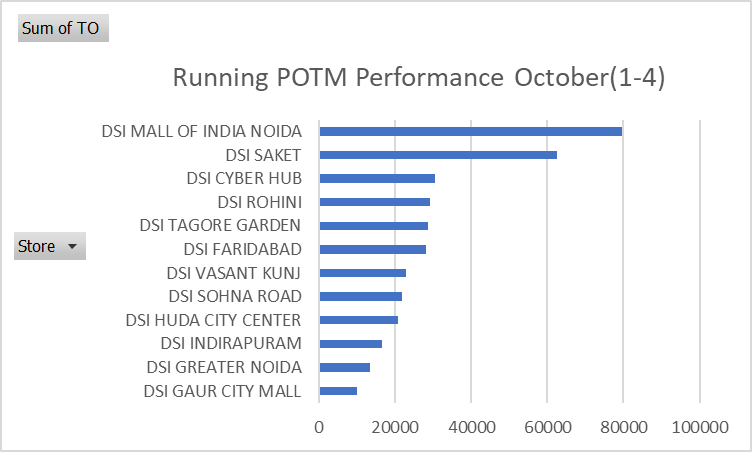 Sum of TO
Running POTM Performance October(1-4)
DSI MALL OF INDIA NOIDA
DSI SAKET
DSI CYBER HUB
DSI ROHINI
DSI TAGORE GARDEN
DSI FARIDABAD
DSI VASANT KUNJ
DSI SOHNA ROAD
DSI HUDA CITY CENTER
DSI INDIRAPURAM
DSI GREATER NOIDA
DSI GAUR CITY MALL
Store
0 20000 40000 60000 80000 100000